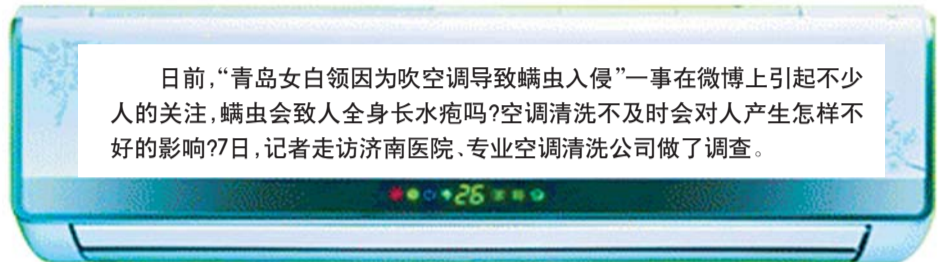 日前,“青岛女白领因为吹空调导致螨虫入侵”一事在微博上引起不少
人的关注,螨虫会致人全身长水疱吗?空调清洗不及时会对人产生怎样不
好的影响?7日,记者走访济南医院、专业空调清洗公司做了调查。
26